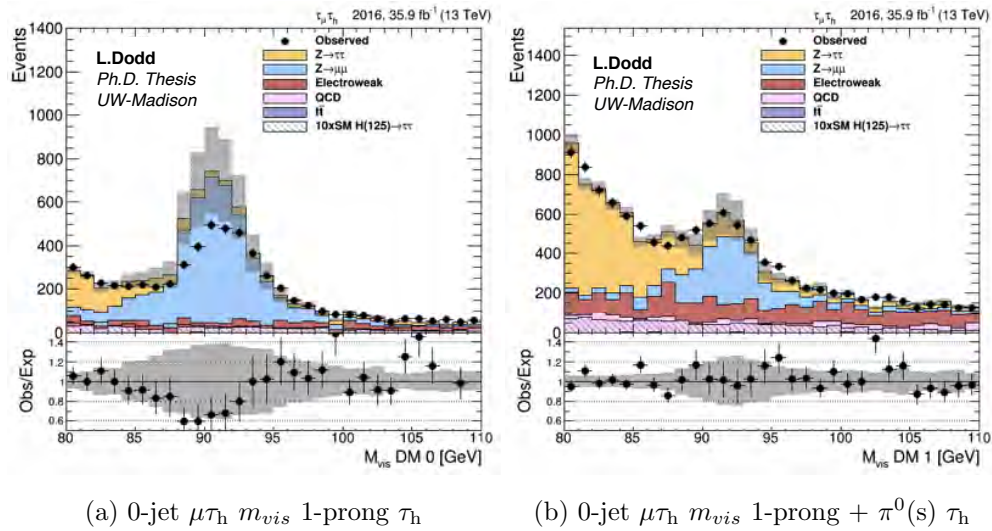 τμτh 2016, 35.9 fb⁻¹ (13 TeV)
Events
1400
1200
1000
800
600
400
200
0
L.Dodd
Ph.D. Thesis
UW-Madison
Observed
Z→ττ
Z→μμ
Electroweak
QCD
tt̄
10xSM H(125)→ττ
Obs/Exp
1.4
1.2
1
0.8
0.6
80 85 90 95 100 105 110
Mvis DM 0 [GeV]
(a) 0-jet μτh mvis 1-prong τh
τμτh 2016, 35.9 fb⁻¹ (13 TeV)
Events
1400
1200
1000
800
600
400
200
0
L.Dodd
Ph.D. Thesis
UW-Madison
Observed
Z→ττ
Z→μμ
Electroweak
QCD
tt̄
10xSM H(125)→ττ
Obs/Exp
1.4
1.2
1
0.8
0.6
80 85 90 95 100 105 110
Mvis DM 1 [GeV]
(b) 0-jet μτh mvis 1-prong + π⁰(s) τh